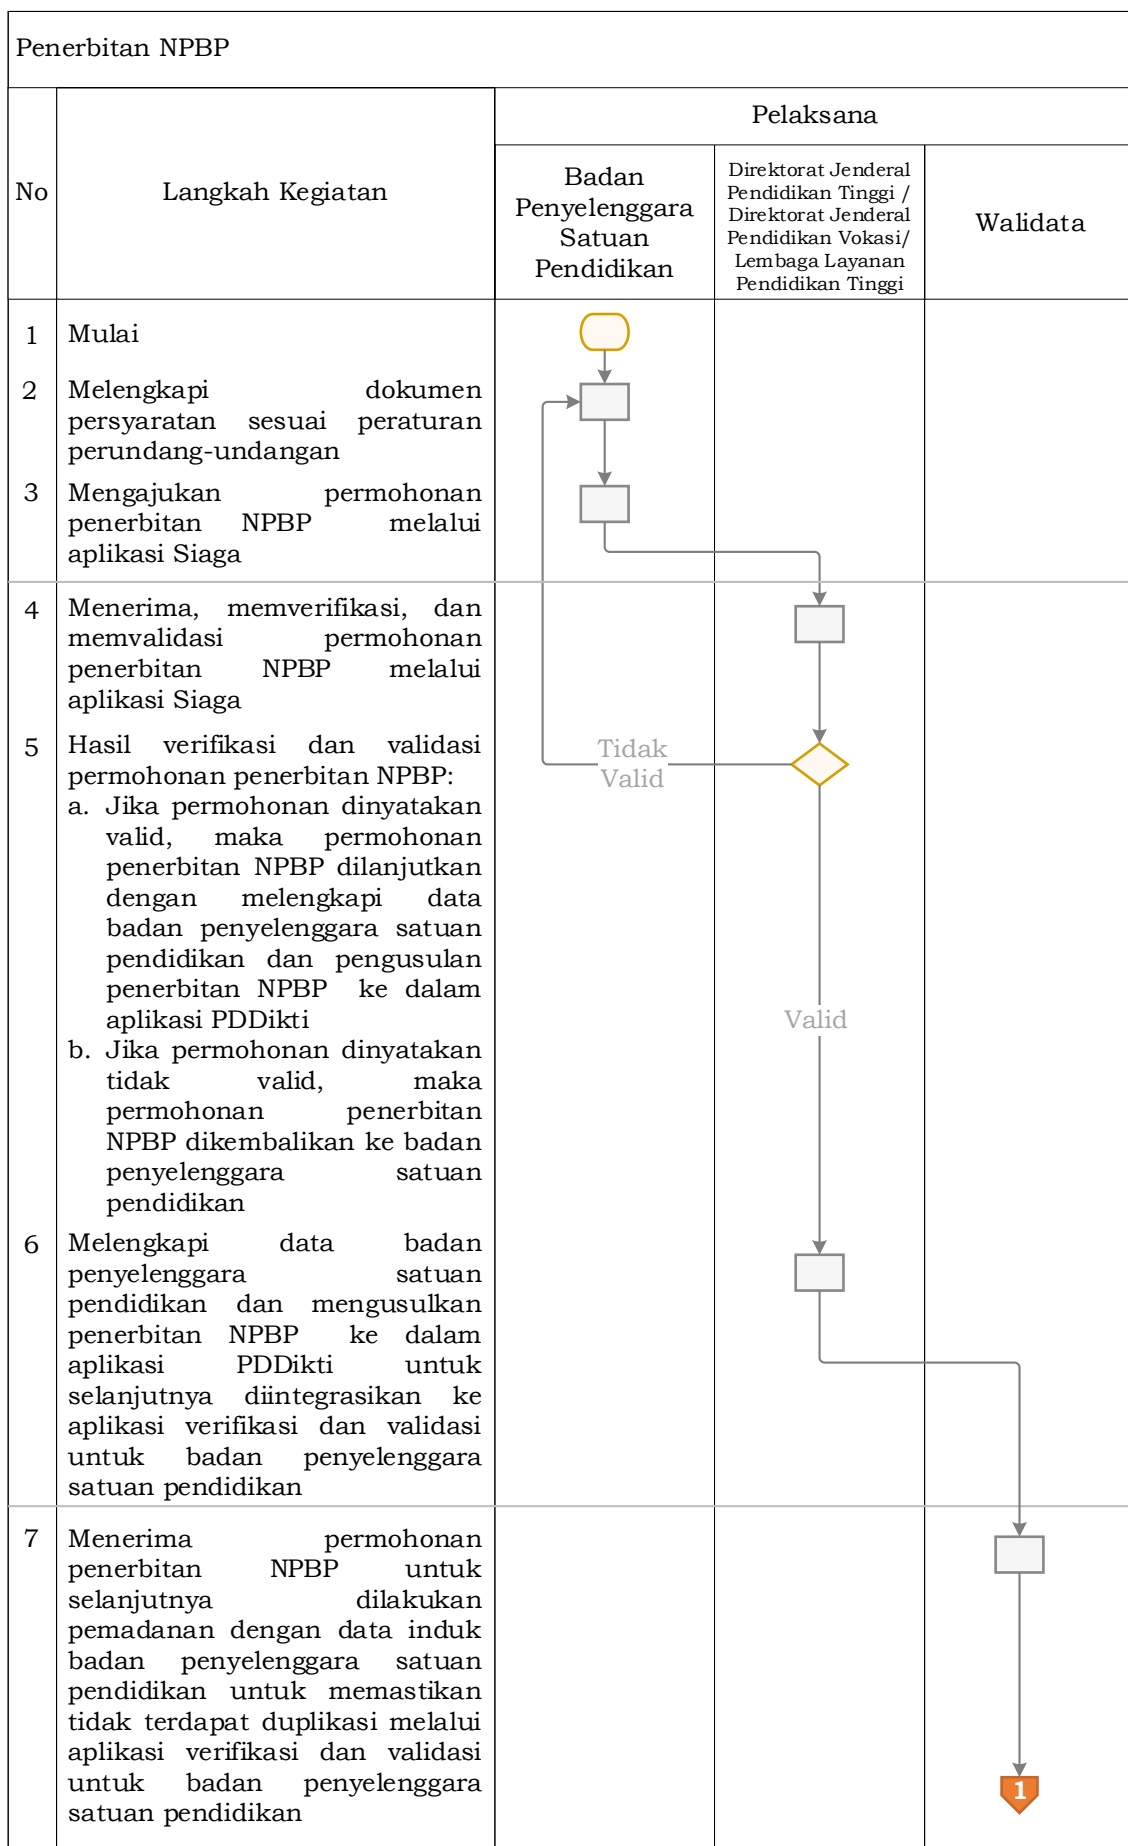 Penerbitan NPBP
No
Langkah Kegiatan
Pelaksana
Badan
Penyelenggara
Satuan
Pendidikan
Direktorat Jenderal
Pendidikan Tinggi /
Direktorat Jenderal
Pendidikan Vokasi/
Lembaga Layanan
Pendidikan Tinggi
Walidata
1 Mulai
2 Melengkapi dokumen
persyaratan sesuai peraturan
perundang-undangan
3 Mengajukan permohonan
penerbitan NPBP melalui
aplikasi Siaga
4 Menerima, memverifikasi, dan
memvalidasi permohonan
penerbitan NPBP melalui
aplikasi Siaga
5 Hasil verifikasi dan validasi
permohonan penerbitan NPBP:
a. Jika permohonan dinyatakan
valid, maka permohonan
penerbitan NPBP dilanjutkan
dengan melengkapi data
badan penyelenggara satuan
pendidikan dan pengusulan
penerbitan NPBP ke dalam
aplikasi PDDikti
b. Jika permohonan dinyatakan
tidak valid, maka
permohonan penerbitan
NPBP dikembalikan ke badan
penyelenggara satuan
pendidikan
Tidak
Valid
Valid
6 Melengkapi data badan
penyelenggara satuan
pendidikan dan mengusulkan
penerbitan NPBP ke dalam
aplikasi PDDikti untuk
selanjutnya diintegrasikan ke
aplikasi verifikasi dan validasi
untuk badan penyelenggara
satuan pendidikan
7 Menerima permohonan
penerbitan NPBP untuk
selanjutnya dilakukan
pemadanan dengan data induk
badan penyelenggara satuan
pendidikan untuk memastikan
tidak terdapat duplikasi melalui
aplikasi verifikasi dan validasi
untuk badan penyelenggara
satuan pendidikan
1